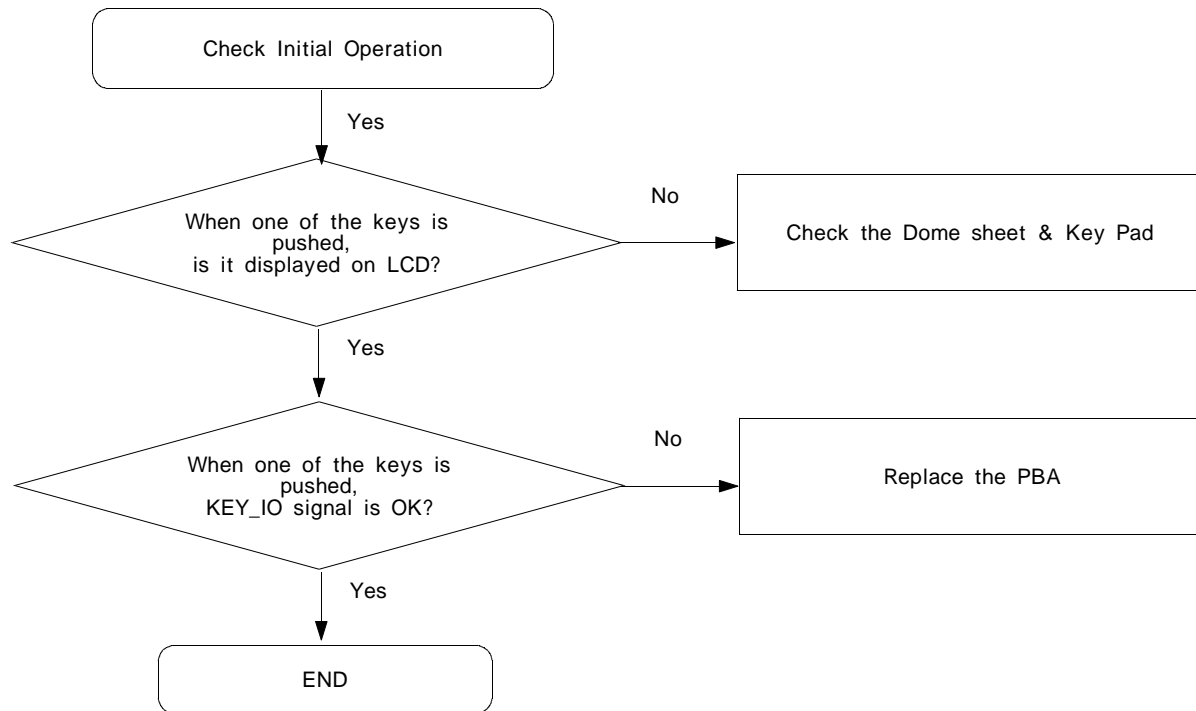 Check Initial Operation
Yes
When one of the keys is
pushed,
is it displayed on LCD?
No
Check the Dome sheet & Key Pad
Yes
When one of the keys is
pushed,
KEY_IO signal is OK?
No
Replace the PBA
Yes
END